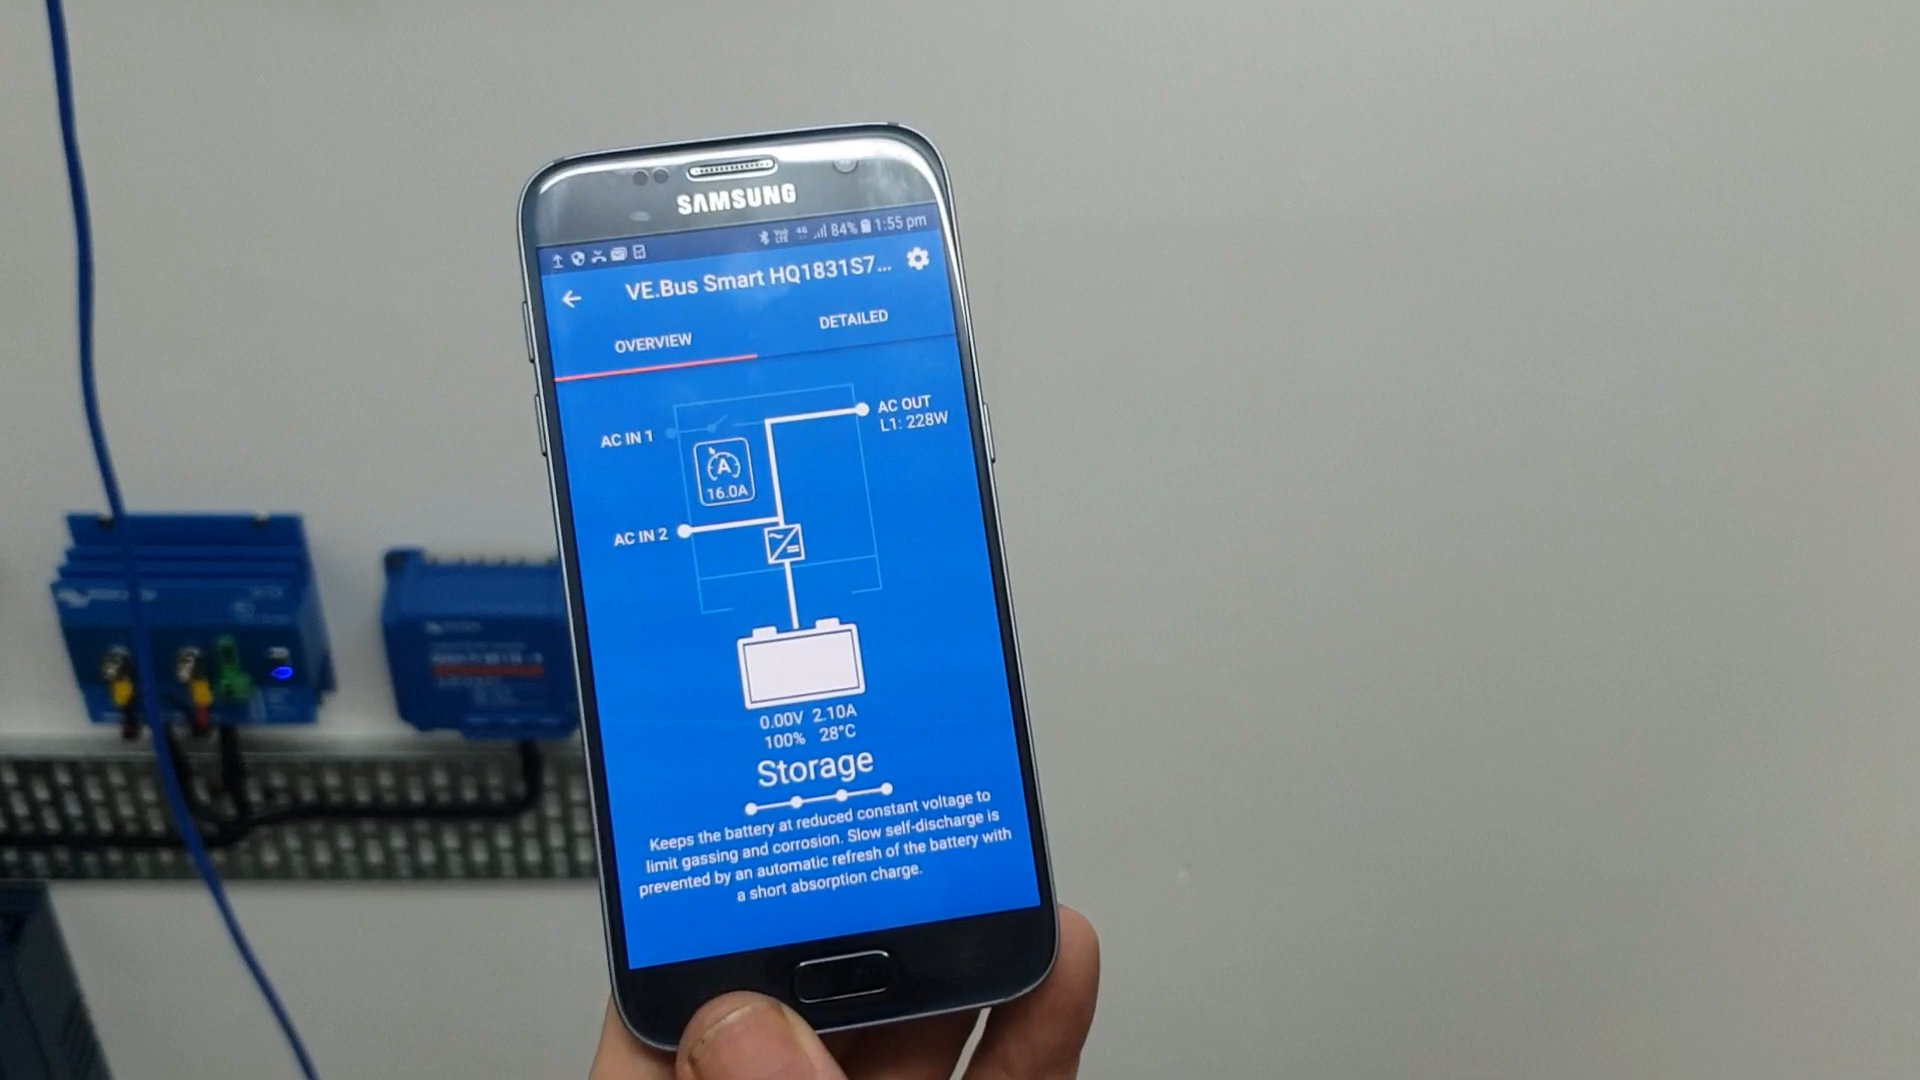 SAMSUNG
84% 1:55 pm
VE.Bus Smart HQ1831S7...
OVERVIEW
DETAILED
AC IN 1
AC OUT
L1: 228W
A
16.0A
AC IN 2
0.00V 2.10A
100% 28°C
Storage
Keeps the battery at reduced constant voltage to
limit gassing and corrosion. Slow self-discharge is
prevented by an automatic refresh of the battery with
a short absorption charge.